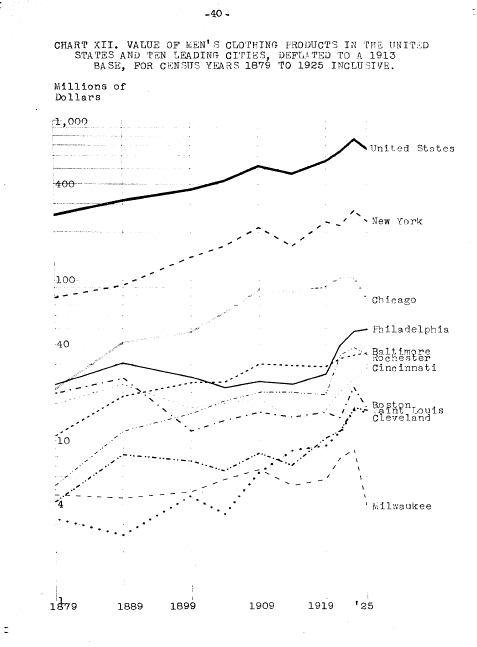 -40-
CHART XII. VALUE OF MEN'S CLOTHING PRODUCTS IN THE UNITED
STATES AND TEN LEADING CITIES, DEFLATED TO A 1913
BASE, FOR CENSUS YEARS 1879 TO 1925 INCLUSIVE.
Millions of
Dollars
1,000
United States
400
New York
100
Chicago
Philadelphia
40
Baltimore
Rochester
Cincinnati
Boston
Saint Louis
Cleveland
10
4
Milwaukee
1
1879 1889 1899 1909 1919 '25